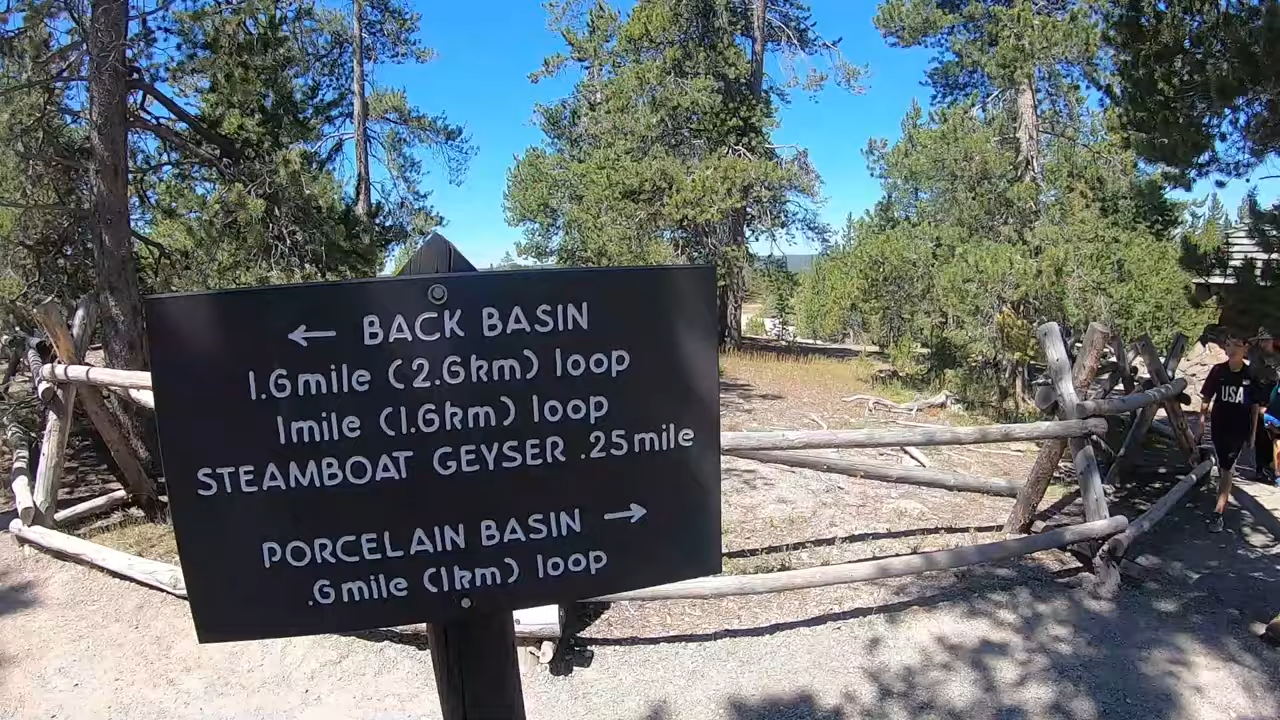 ← BACK BASIN
1.6mile (2.6km) loop
1mile (1.6km) loop
STEAMBOAT GEYSER .25mile
PORCELAIN BASIN →
.6mile (1km) loop
USA